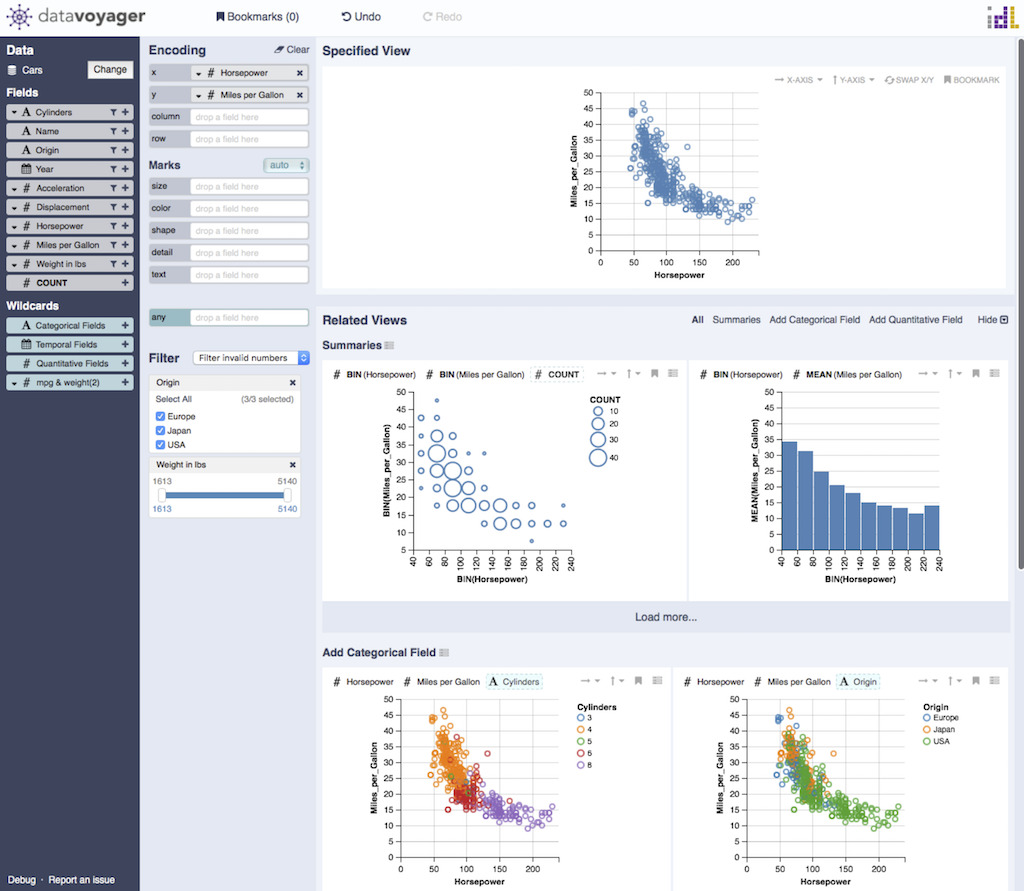 datavoyager
Bookmarks (0)
Undo
Redo
idl
Data
Cars
Change
Fields
A Cylinders
A Name
A Origin
Year
# Acceleration
# Displacement
# Horsepower
# Miles per Gallon
# Weight in lbs
# COUNT
Wildcards
A Categorical Fields
Temporal Fields
# Quantitative Fields
# mpg & weight(2)
Debug · Report an issue
Encoding
Clear
x # Horsepower
y # Miles per Gallon
column drop a field here
row drop a field here
Marks
auto
size drop a field here
color drop a field here
shape drop a field here
detail drop a field here
text drop a field here
any drop a field here
Filter
Filter invalid numbers
Origin
Select All (3/3 selected)
Europe
Japan
USA
Weight in lbs
1613 5140
1613 5140
Specified View
X-AXIS Y-AXIS SWAP X/Y BOOKMARK
50
45
40
35
30
25
20
15
10
5
0
Miles_per_Gallon
0 50 100 150 200
Horsepower
Related Views
All Summaries Add Categorical Field Add Quantitative Field Hide
Summaries
# BIN (Horsepower) # BIN (Miles per Gallon) # COUNT
50
45
40
35
30
25
20
15
10
5
BIN(Miles_per_Gallon)
40 60 80 100 120 140 160 180 200 220 240
BIN(Horsepower)
COUNT
10
20
30
40
# BIN (Horsepower) # MEAN (Miles per Gallon)
50
45
40
35
30
25
20
15
10
5
0
MEAN(Miles_per_Gallon)
40 60 80 100 120 140 160 180 200 220 240
BIN(Horsepower)
Load more...
Add Categorical Field
# Horsepower # Miles per Gallon A Cylinders
50
45
40
35
30
25
20
15
10
5
0
Miles_per_Gallon
0 50 100 150 200
Horsepower
Cylinders
3
4
5
6
8
# Horsepower # Miles per Gallon A Origin
50
45
40
35
30
25
20
15
10
5
0
Miles_per_Gallon
0 50 100 150 200
Horsepower
Origin
Europe
Japan
USA